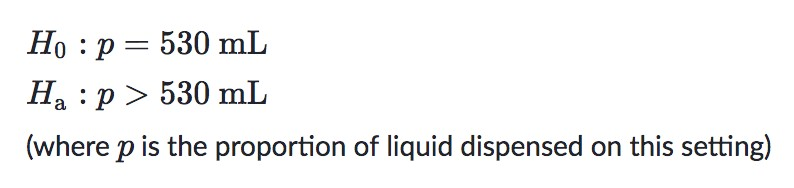 H₀ : p = 530 mL
Hₐ : p > 530 mL
(where p is the proportion of liquid dispensed on this setting)